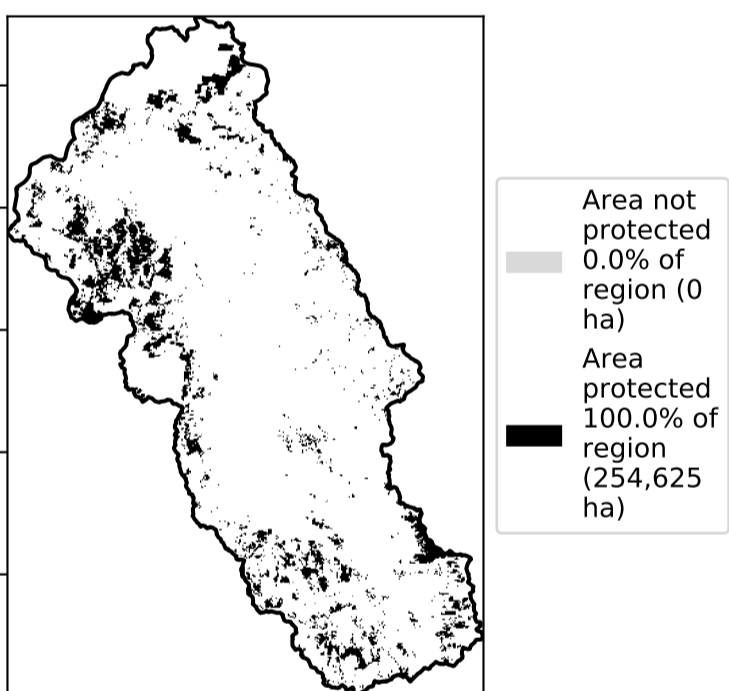 Area not
protected
0.0% of
region (0
ha)
Area
protected
100.0% of
region
(254,625
ha)